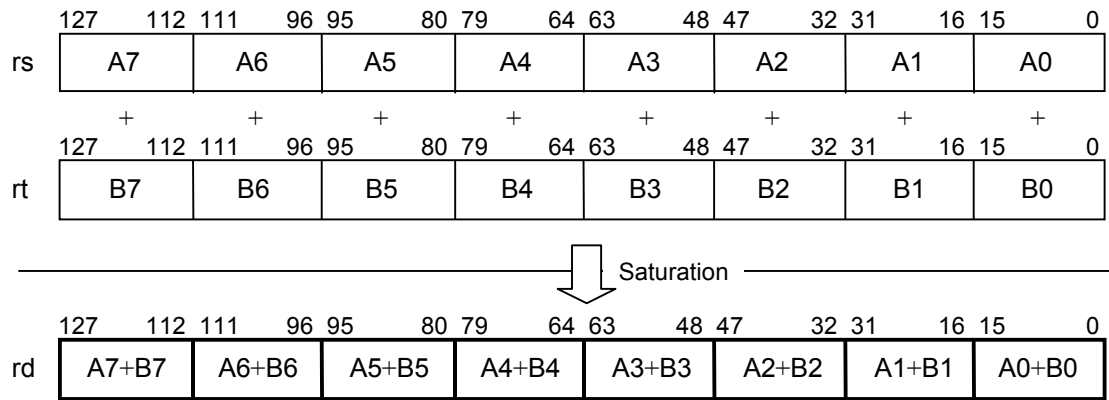 127 112 111 96 95 80 79 64 63 48 47 32 31 16 15 0
rs A7 A6 A5 A4 A3 A2 A1 A0
+ + + + + + + +
127 112 111 96 95 80 79 64 63 48 47 32 31 16 15 0
rt B7 B6 B5 B4 B3 B2 B1 B0
Saturation
127 112 111 96 95 80 79 64 63 48 47 32 31 16 15 0
rd A7+B7 A6+B6 A5+B5 A4+B4 A3+B3 A2+B2 A1+B1 A0+B0